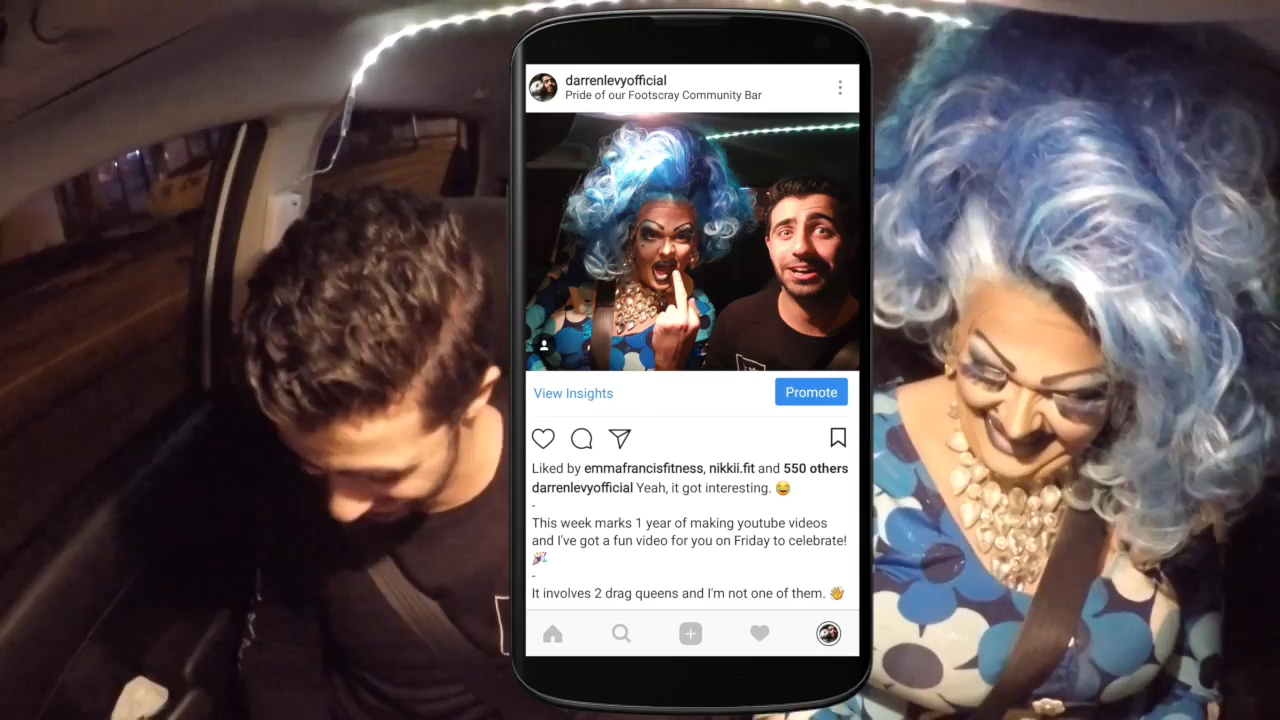 darrenlevyofficial
Pride of our Footscray Community Bar
View Insights
Promote
Liked by emmafrancisfitness, nikkii.fit and 550 others
darrenlevyofficial Yeah, it got interesting. 😅
-
This week marks 1 year of making youtube videos
and I've got a fun video for you on Friday to celebrate!
🎉
-
It involves 2 drag queens and I'm not one of them. 👋